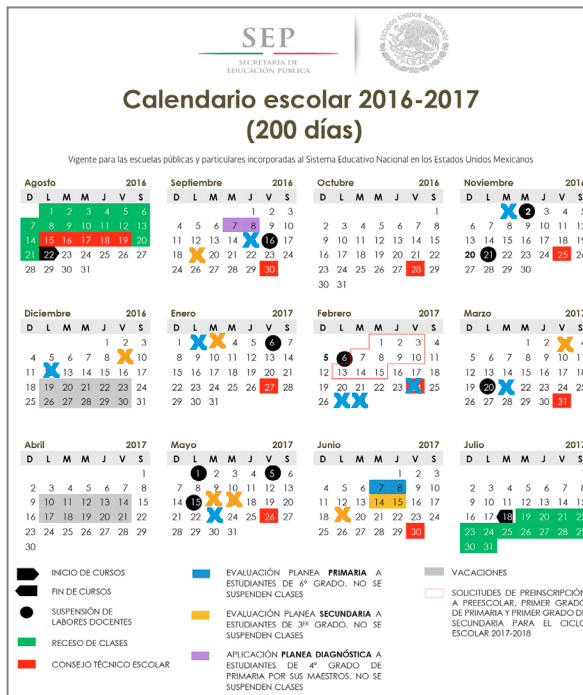 SEP
SECRETARÍA DE
EDUCACIÓN PÚBLICA
ESTADOS UNIDOS MEXICANOS
Calendario escolar 2016-2017
(200 días)
Vigente para las escuelas públicas y particulares incorporadas al Sistema Educativo Nacional en los Estados Unidos Mexicanos
Agosto 2016
D L M M J V S
1 2 3 4 5 6
7 8 9 10 11 12 13
14 15 16 17 18 19 20
21 22 23 24 25 26 27
28 29 30 31
Septiembre 2016
D L M M J V S
1 2 3
4 5 6 7 8 9 10
11 12 13 14 16 17
18 20 21 22 23 24
25 26 27 28 29 30
Octubre 2016
D L M M J V S
1
2 3 4 5 6 7 8
9 10 11 12 13 14 15
16 17 18 19 20 21 22
23 24 25 26 27 28 29
30 31
Noviembre 2016
D L M M J V S
2 3 4 5
6 7 8 9 10 11 12
13 14 15 16 17 18 19
20 21 22 23 24 25 26
27 28 29 30
Diciembre 2016
D L M M J V S
1 2 3
4 5 6 7 8 10
11 13 14 15 16 17
18 19 20 21 22 23 24
25 26 27 28 29 30 31
Enero 2017
D L M M J V S
1 4 5 6 7
8 9 10 11 12 13 14
15 16 17 18 19 20 21
22 23 24 25 26 27 28
29 30 31
Febrero 2017
D L M M J V S
1 2 3 4
5 6 7 8 9 10 11
12 13 14 15 16 17 18
19 20 21 22 23 25
26
Marzo 2017
D L M M J V S
1 2 4
5 6 7 8 9 10 11
12 13 14 15 16 17 18
19 20 22 23 24 25
26 27 28 29 30 31
Abril 2017
D L M M J V S
1
2 3 4 5 6 7 8
9 10 11 12 13 14 15
16 17 18 19 20 21 22
23 24 25 26 27 28 29
30
Mayo 2017
D L M M J V S
1 2 3 4 5 6
7 8 11 12 13
14 15 16 17 18 19 20
21 22 24 25 26 27
28 29 30 31
Junio 2017
D L M M J V S
1 2 3
4 5 6 7 8 9 10
11 12 13 14 15 16 17
18 20 21 22 23 24
25 26 27 28 29 30
Julio 2017
D L M M J V S
1
2 3 4 5 6 7 8
9 10 11 12 13 14 15
16 17 18 19 20 21 22
23 24 25 26 27 28 29
30 31
INICIO DE CURSOS
FIN DE CURSOS
SUSPENSIÓN DE
LABORES DOCENTES
RECESO DE CLASES
CONSEJO TÉCNICO ESCOLAR
EVALUACIÓN PLANEA PRIMARIA A
ESTUDIANTES DE 6º GRADO. NO SE
SUSPENDEN CLASES
EVALUACIÓN PLANEA SECUNDARIA A
ESTUDIANTES DE 3ER GRADO. NO SE
SUSPENDEN CLASES
APLICACIÓN PLANEA DIAGNÓSTICA A
ESTUDIANTES DE 4º GRADO DE
PRIMARIA POR SUS MAESTROS. NO SE
SUSPENDEN CLASES
VACACIONES
SOLICITUDES DE PREINSCRIPCIÓN
A PREESCOLAR, PRIMER GRADO
DE PRIMARIA Y PRIMER GRADO DE
SECUNDARIA PARA EL CICLO
ESCOLAR 2017-2018